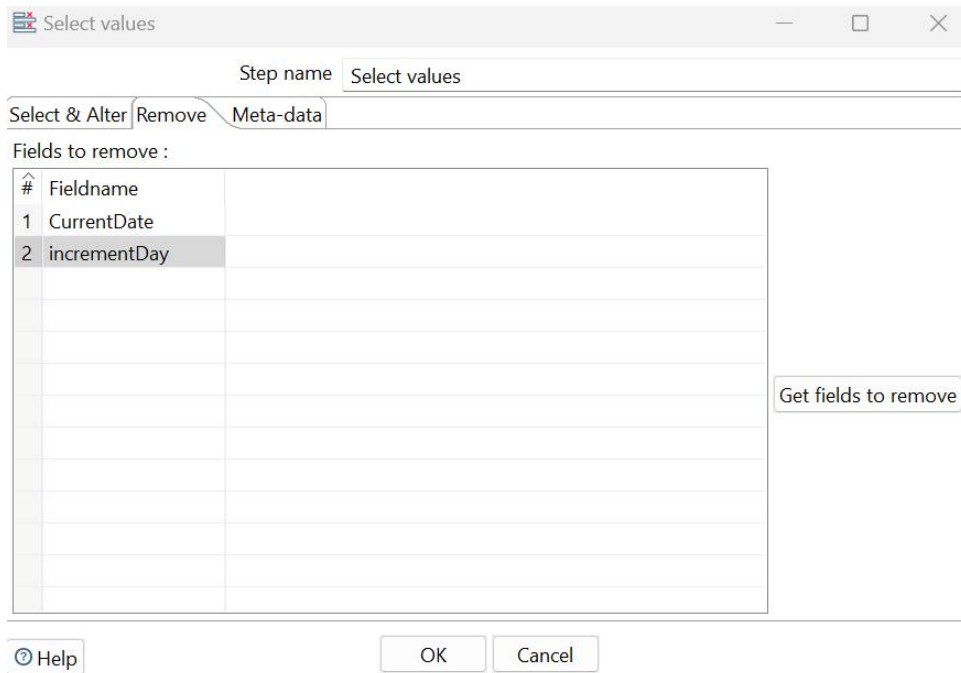 Select values
Step name Select values
Select & Alter Remove Meta-data
Fields to remove :
# Fieldname
1 CurrentDate
2 incrementDay
Get fields to remove
Help OK Cancel